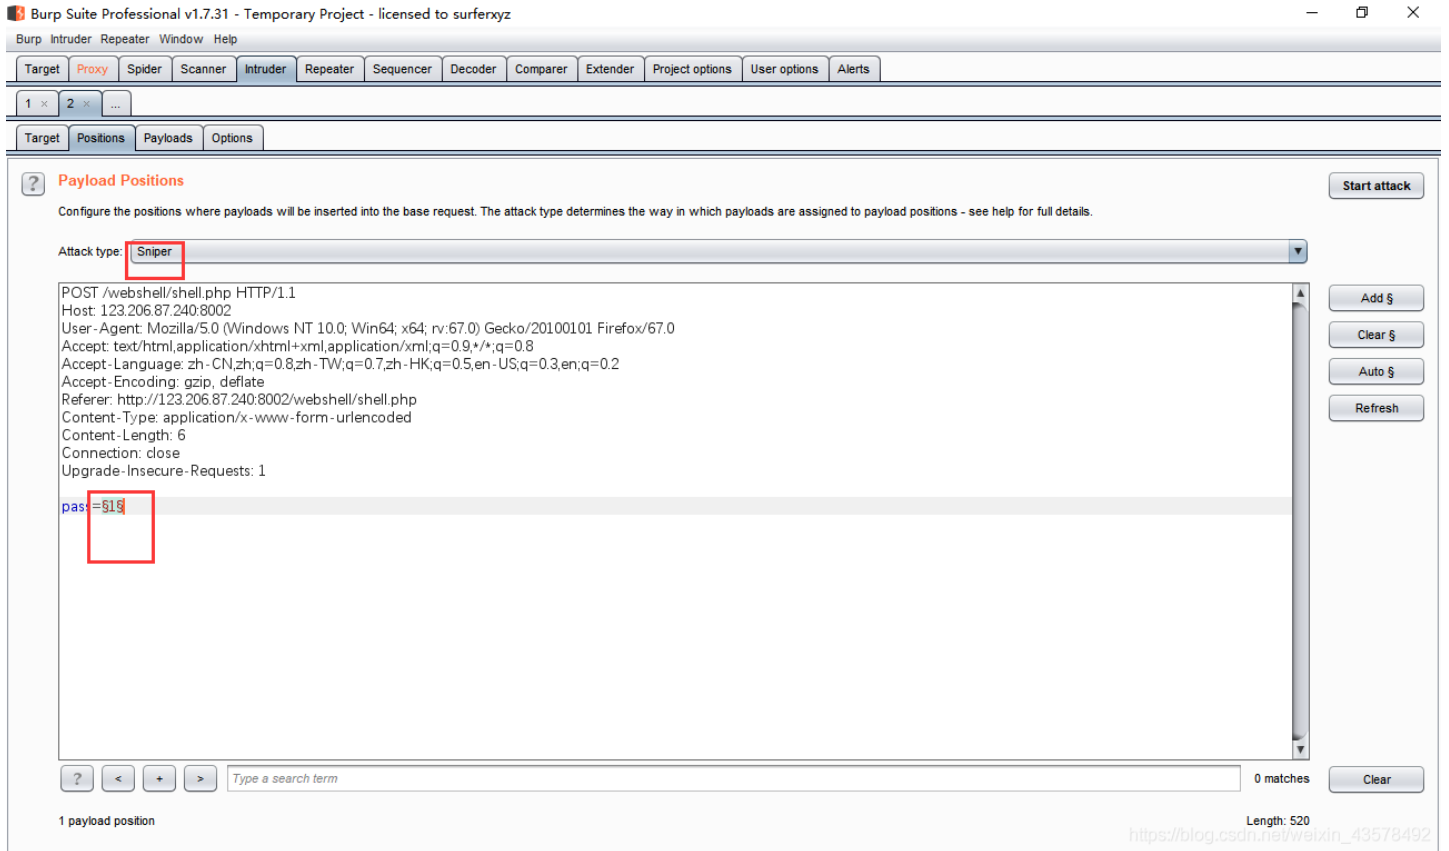 Burp Suite Professional v1.7.31 - Temporary Project - licensed to surferxyz
Burp Intruder Repeater Window Help
Target Proxy Spider Scanner Intruder Repeater Sequencer Decoder Comparer Extender Project options User options Alerts
1 × 2 × ...
Target Positions Payloads Options
? Payload Positions
Start attack
Configure the positions where payloads will be inserted into the base request. The attack type determines the way in which payloads are assigned to payload positions - see help for full details.
Attack type: Sniper
POST /webshell/shell.php HTTP/1.1
Host: 123.206.87.240:8002
User-Agent: Mozilla/5.0 (Windows NT 10.0; Win64; x64; rv:67.0) Gecko/20100101 Firefox/67.0
Accept: text/html,application/xhtml+xml,application/xml;q=0.9,*/*;q=0.8
Accept-Language: zh-CN,zh;q=0.8,zh-TW;q=0.7,zh-HK;q=0.5,en-US;q=0.3,en;q=0.2
Accept-Encoding: gzip, deflate
Referer: http://123.206.87.240:8002/webshell/shell.php
Content-Type: application/x-www-form-urlencoded
Content-Length: 6
Connection: close
Upgrade-Insecure-Requests: 1
pass=§1§
Add §
Clear §
Auto §
Refresh
? < + > Type a search term
0 matches
Clear
1 payload position
Length: 520
https://blog.csdn.net/weixin_43578492